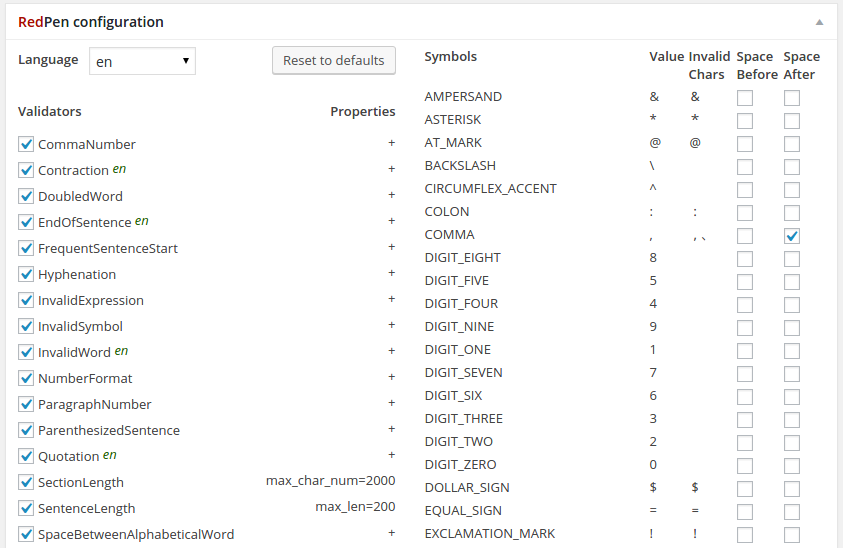 RedPen configuration
Language en Reset to defaults
Validators Properties
CommaNumber +
Contraction en +
DoubledWord +
EndOfSentence en +
FrequentSentenceStart +
Hyphenation +
InvalidExpression +
InvalidSymbol +
InvalidWord en +
NumberFormat +
ParagraphNumber +
ParenthesizedSentence +
Quotation en +
SectionLength max_char_num=2000
SentenceLength max_len=200
SpaceBetweenAlphabeticalWord +
Symbols Value Invalid Chars Space Before Space After
AMPERSAND & &
ASTERISK * *
AT_MARK @ @
BACKSLASH \
CIRCUMFLEX_ACCENT ^
COLON : :
COMMA , ,、
DIGIT_EIGHT 8
DIGIT_FIVE 5
DIGIT_FOUR 4
DIGIT_NINE 9
DIGIT_ONE 1
DIGIT_SEVEN 7
DIGIT_SIX 6
DIGIT_THREE 3
DIGIT_TWO 2
DIGIT_ZERO 0
DOLLAR_SIGN $ $
EQUAL_SIGN = =
EXCLAMATION_MARK ! !